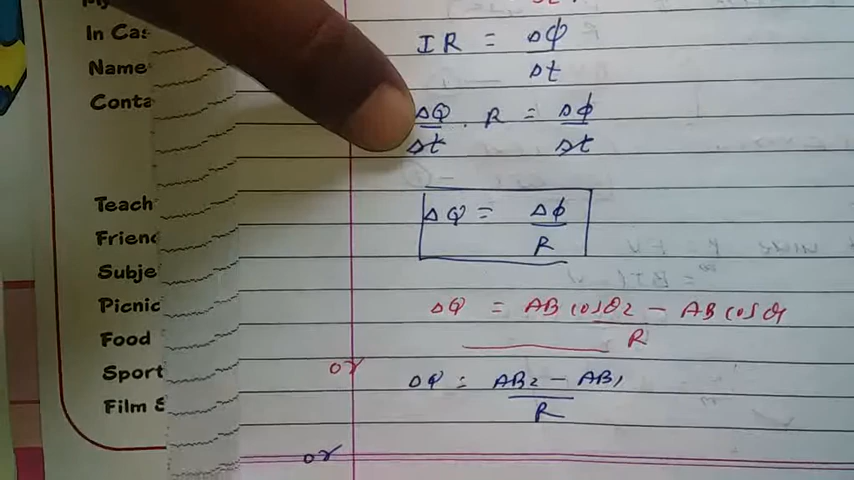 In Cas
Name
Conta
Teach
Friend
Subje
Picnic
Food
Sport
Film &
IR = Δφ
Δt
ΔQ . R = Δφ
Δt Δt
ΔQ = Δφ
R
ΔQ = AB cosθ2 - AB cosθ1
R
or
ΔQ = AB2 - AB1
R
or